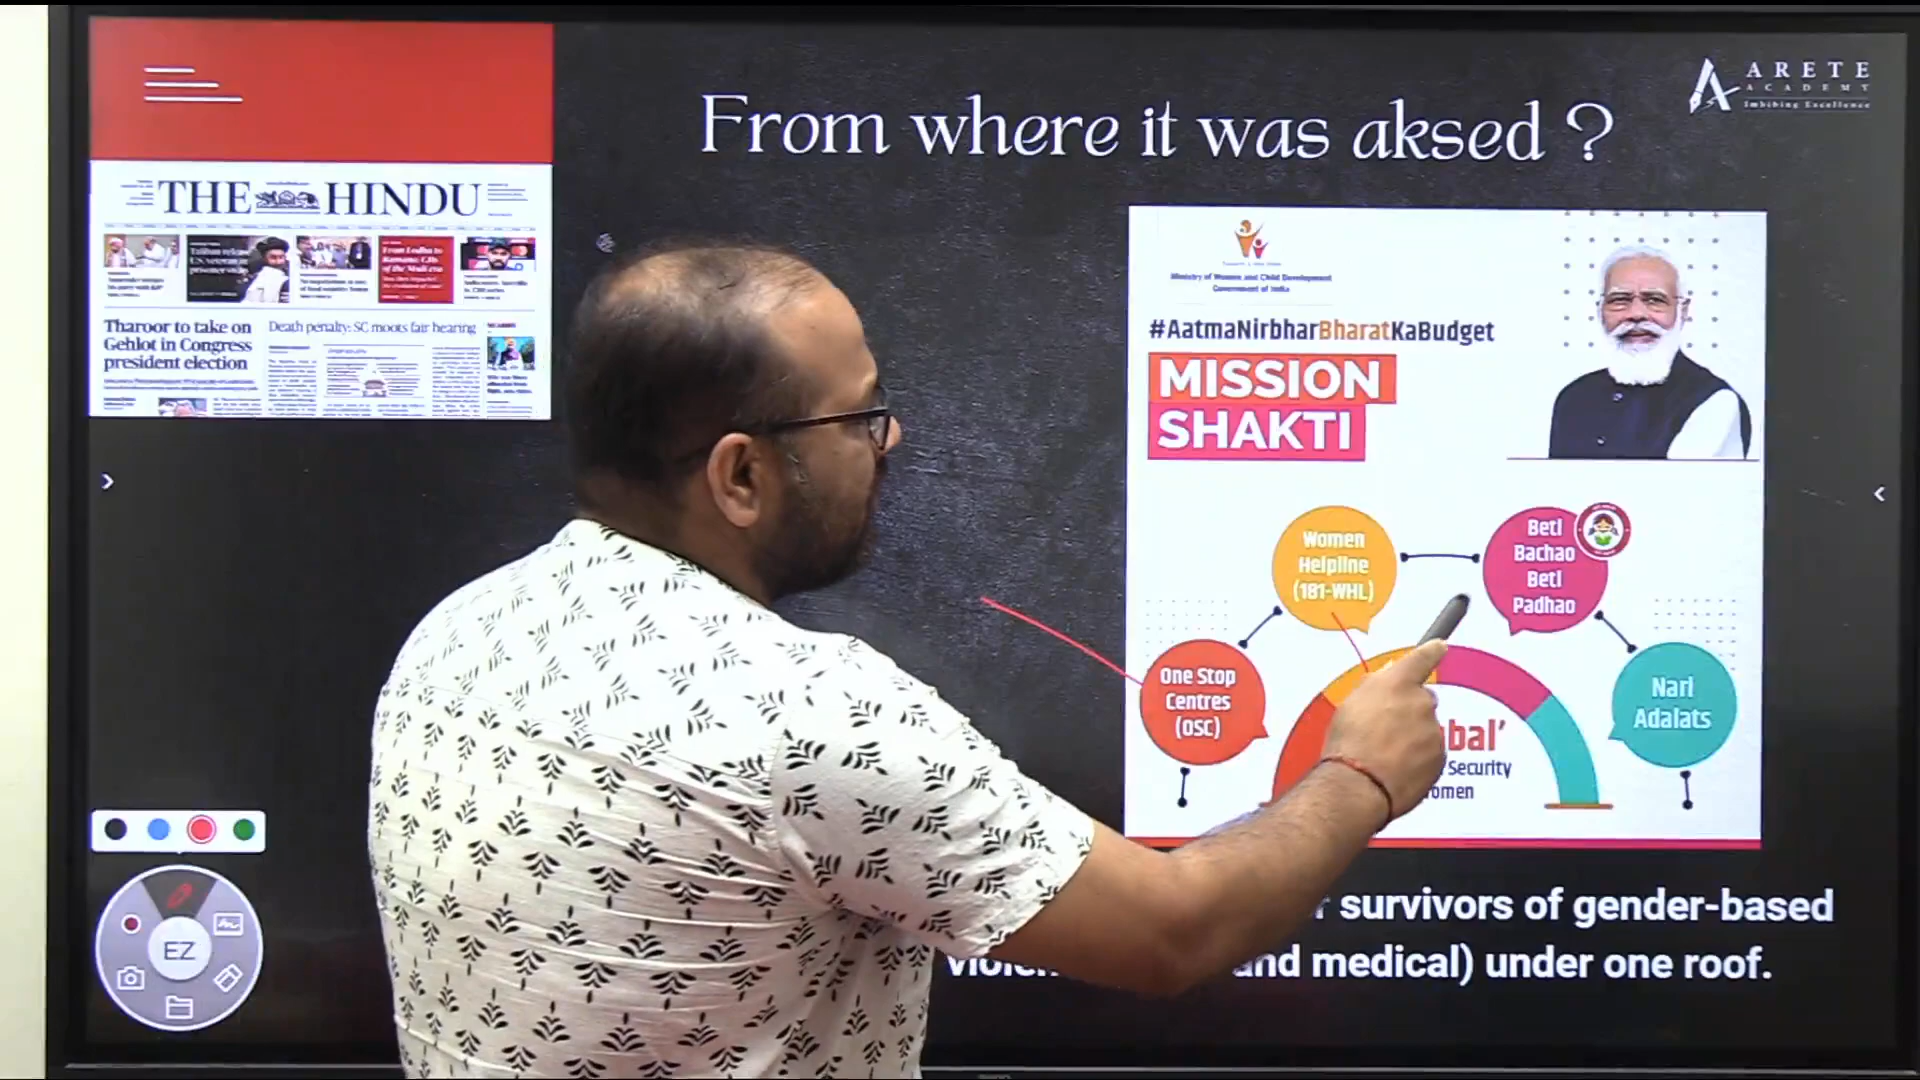 From where it was aksed ?
ARETE
ACADEMY
Imbibing Excellence
THE HINDU
Tharoor to take on
Gehlot in Congress
president election
Death penalty: SC moots fair hearing
Ministry of Women and Child Development
Government of India
#AatmaNirbharBharatKaBudget
MISSION
SHAKTI
Women
Helpline
(181-WHL)
Beti
Bachao
Beti
Padhao
One Stop
Centres
(OSC)
Nari
Adalats
bal'
Security
omen
r survivors of gender-based
and medical) under one roof.
EZ